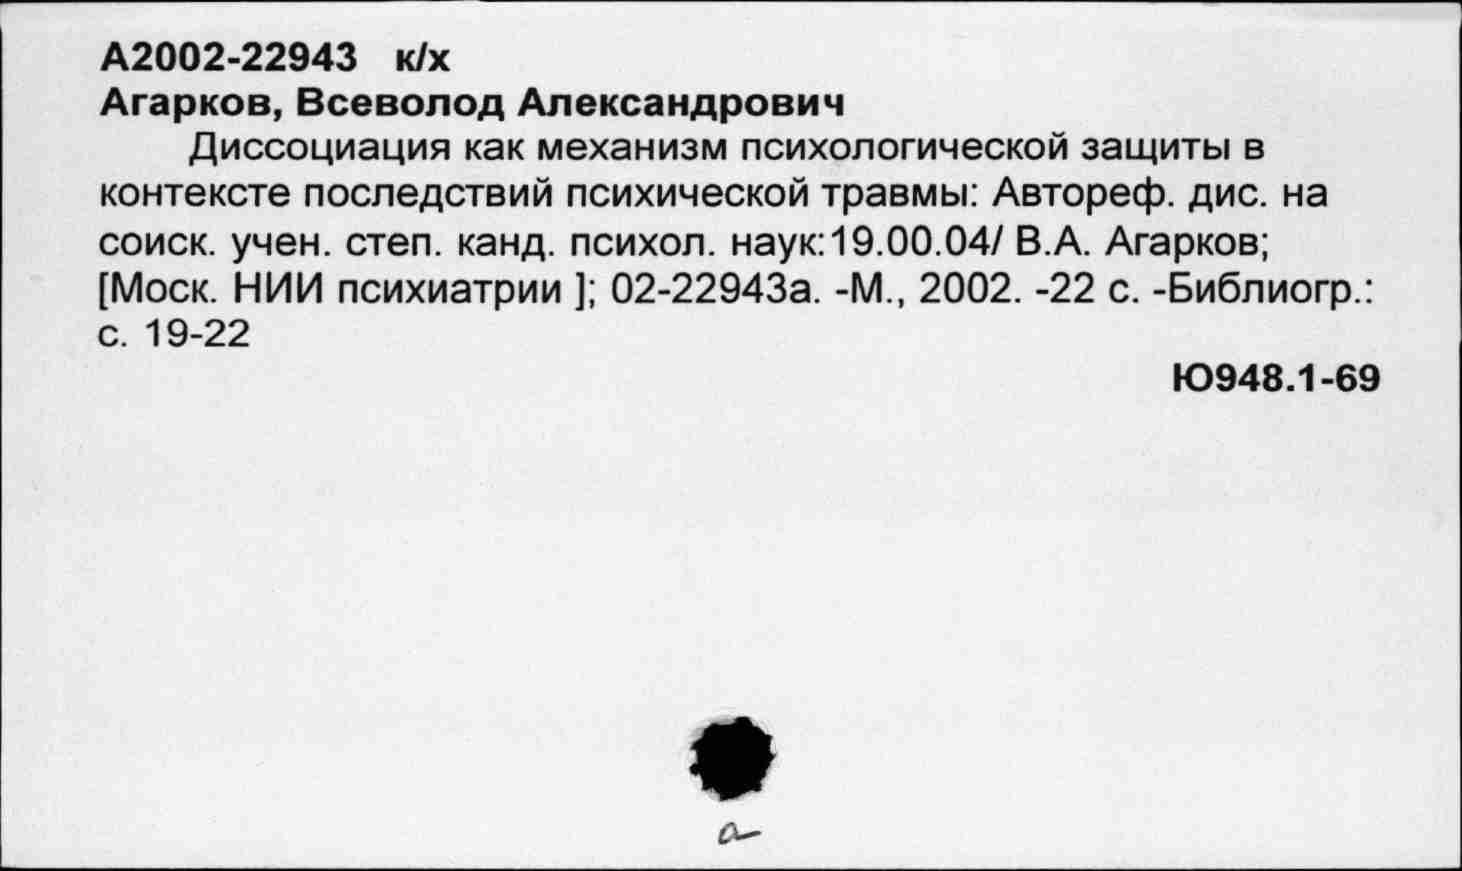 А2002-22943 к/х
Агарков, Всеволод Александрович
Диссоциация как механизм психологической защиты в
контексте последствий психической травмы: Автореф. дис. на
соиск. учен. степ. канд. психол. наук:19.00.04/ В.А. Агарков;
[Моск. НИИ психиатрии ]; 02-22943а. -М., 2002. -22 с. -Библиогр.:
с. 19-22
Ю948.1-69
а